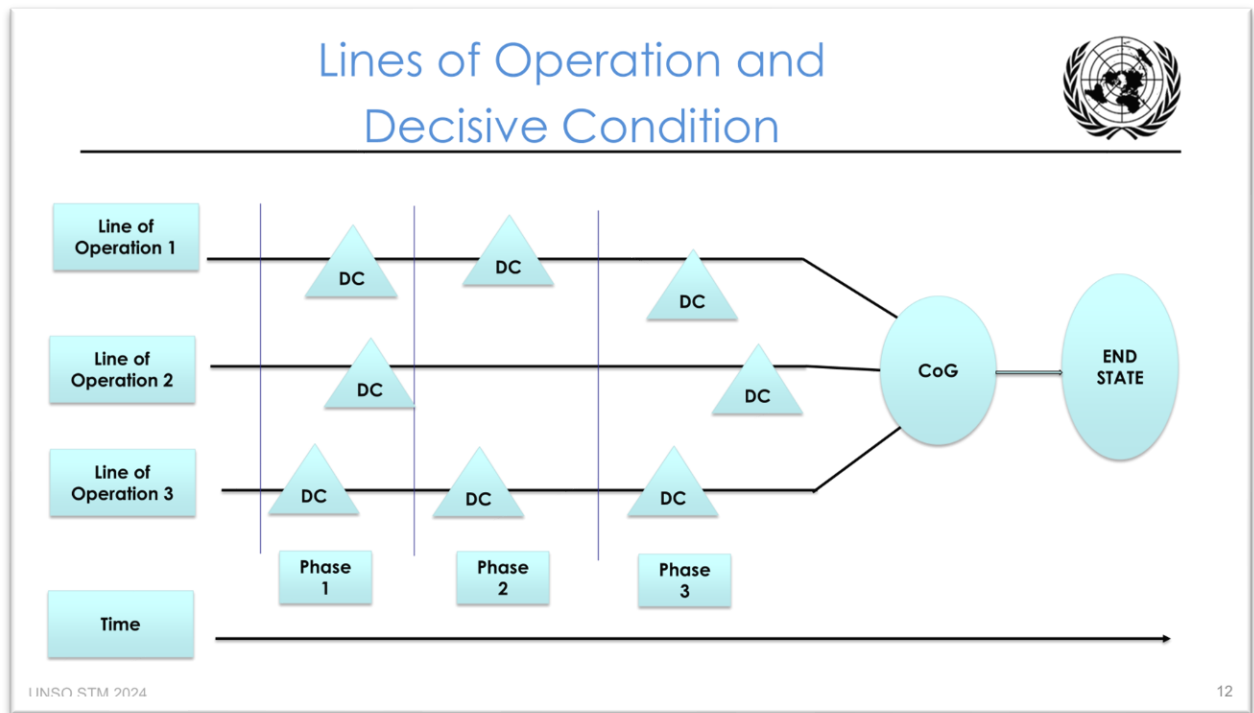 Lines of Operation and
Decisive Condition
Line of
Operation 1
DC
DC
DC
Line of
Operation 2
DC
DC
CoG
END
STATE
Line of
Operation 3
DC
DC
DC
Phase
1
Phase
2
Phase
3
Time
UNSO STM 2024
12